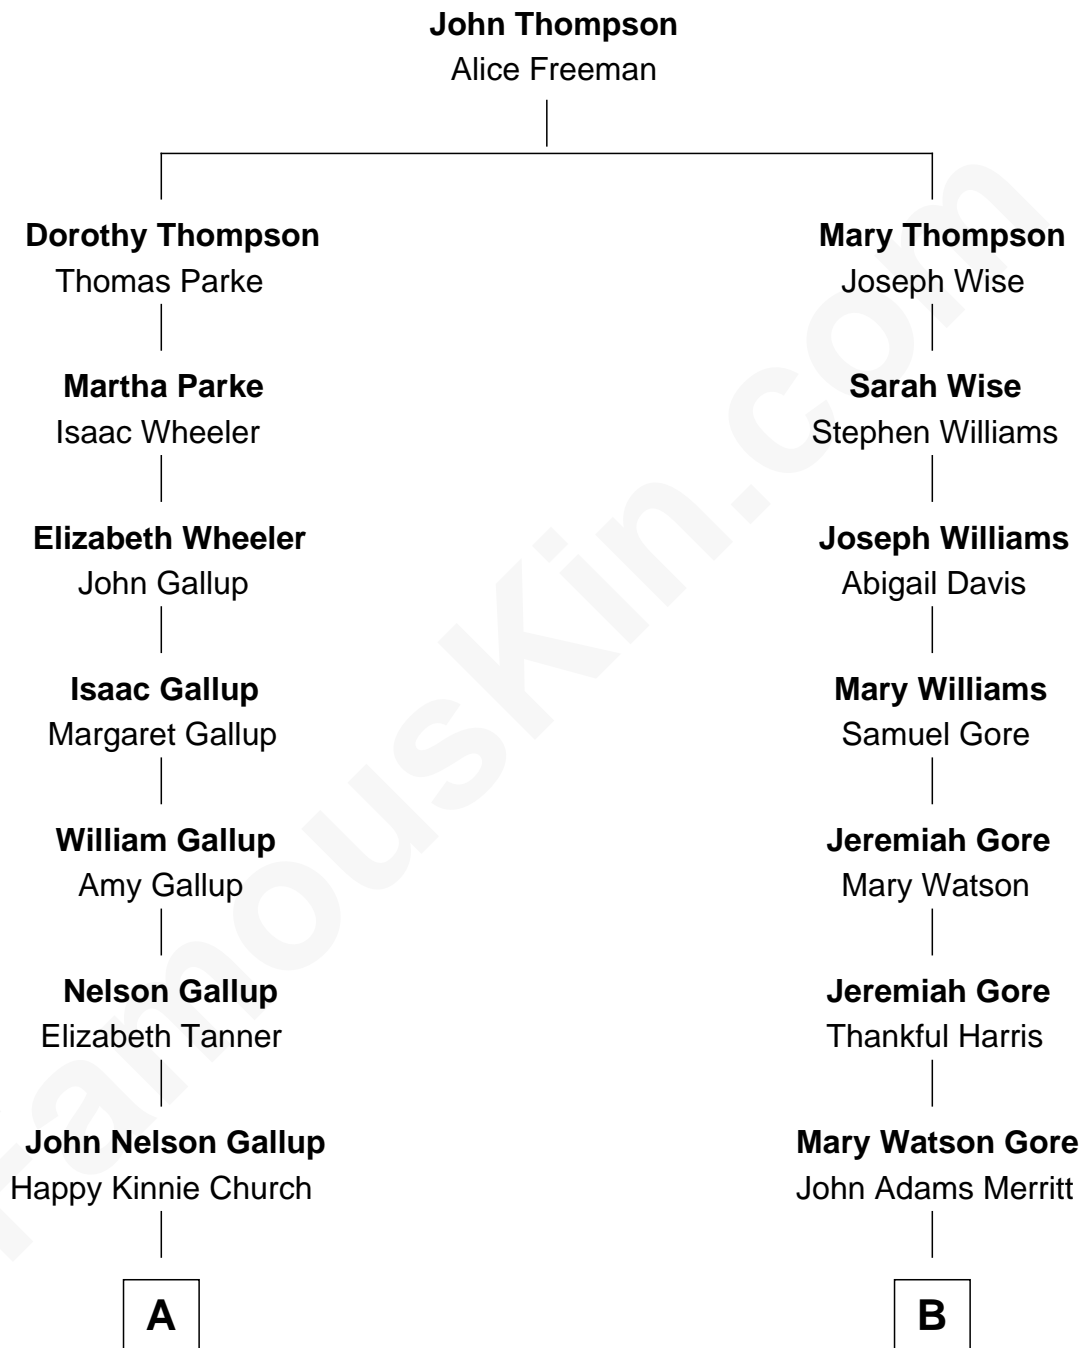 John Thompson
Alice Freeman
Dorothy Thompson
Thomas Parke
Mary Thompson
Joseph Wise
Martha Parke
Isaac Wheeler
Sarah Wise
Stephen Williams
Elizabeth Wheeler
John Gallup
Joseph Williams
Abigail Davis
Isaac Gallup
Margaret Gallup
Mary Williams
Samuel Gore
William Gallup
Amy Gallup
Jeremiah Gore
Mary Watson
Nelson Gallup
Elizabeth Tanner
Jeremiah Gore
Thankful Harris
John Nelson Gallup
Happy Kinnie Church
Mary Watson Gore
John Adams Merritt
A
B
FamousKin.com